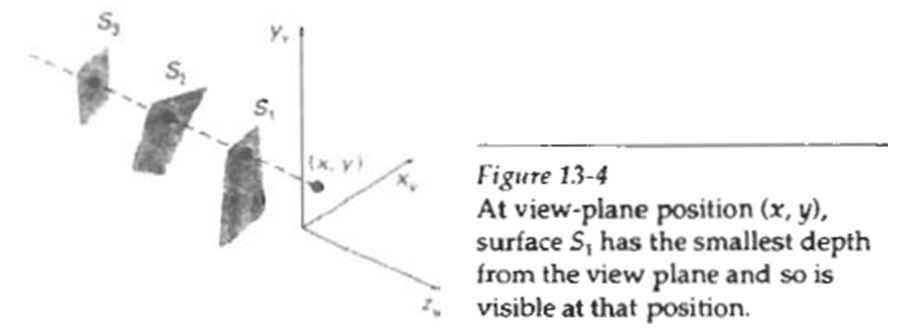 S₃
S₂
S₁
yᵥ
(x, y)
xᵥ
zᵥ
Figure 13-4
At view-plane position (x, y),
surface S₁ has the smallest depth
from the view plane and so is
visible at that position.